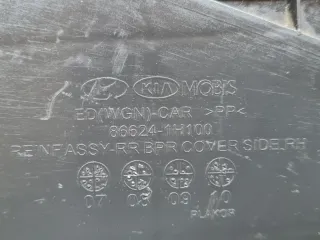 KIA MOBIS
ED(WGN)-CAR >PP<
86624-1H100
REINF ASSY-RR BPR COVER SIDE.RH
07 08 09 10
PLAKOR